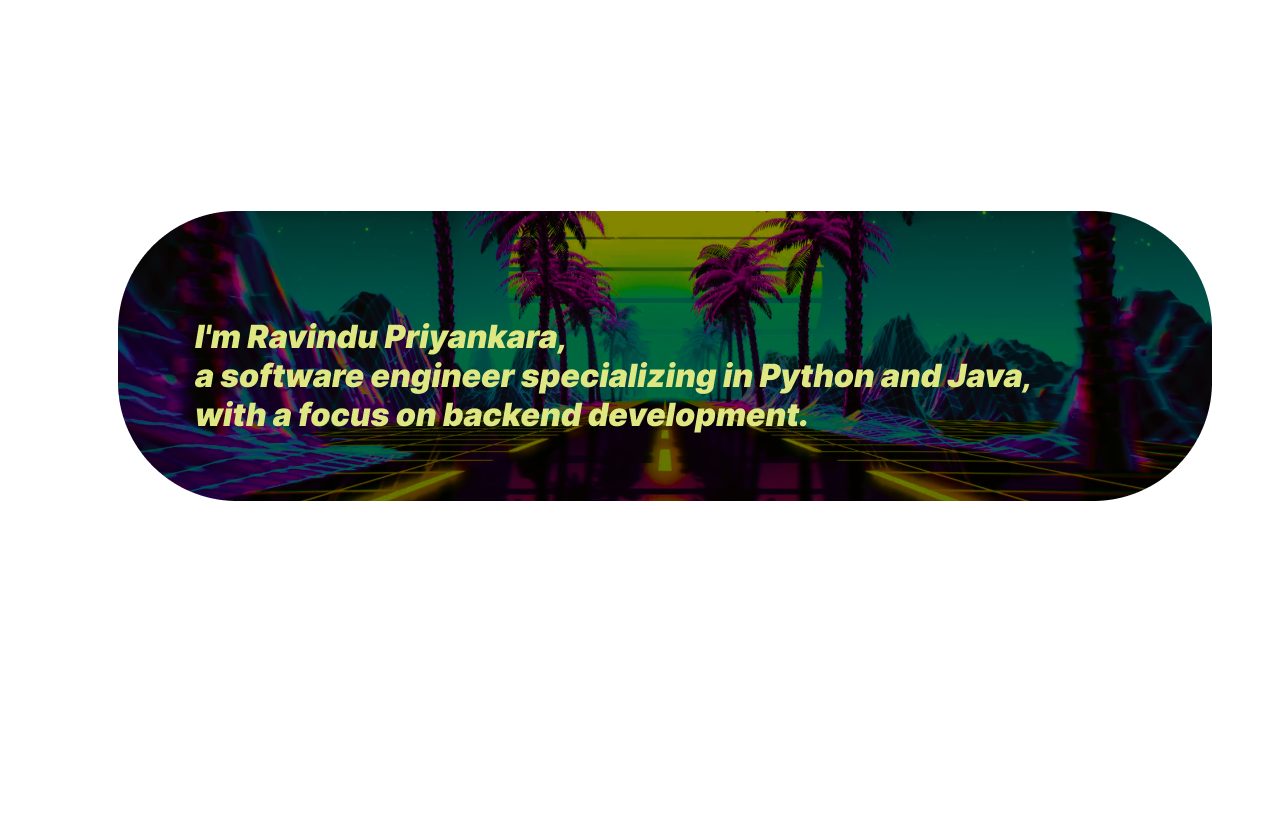 I'm Ravindu Priyankara,
a software engineer specializing in Python and Java,
with a focus on backend development.